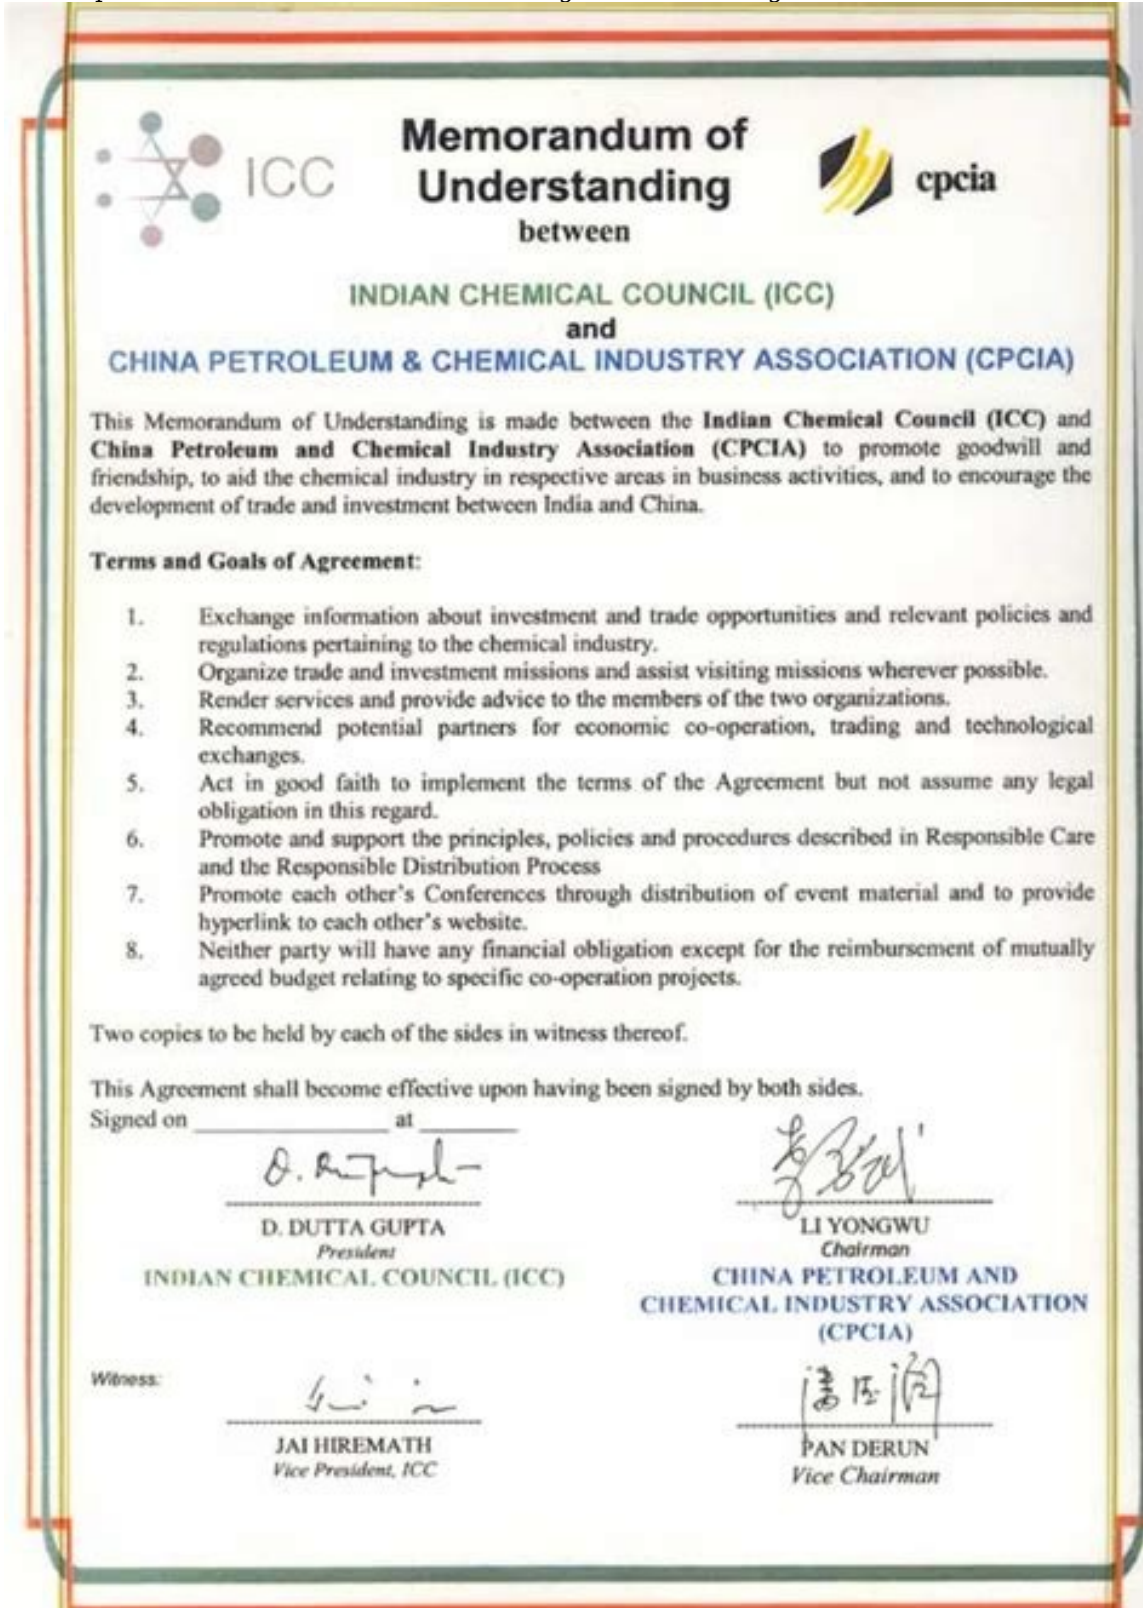 ICC
Memorandum of
Understanding
between
cpcia
INDIAN CHEMICAL COUNCIL (ICC)
and
CHINA PETROLEUM & CHEMICAL INDUSTRY ASSOCIATION (CPCIA)
This Memorandum of Understanding is made between the Indian Chemical Council (ICC) and
China Petroleum and Chemical Industry Association (CPCIA) to promote goodwill and
friendship, to aid the chemical industry in respective areas in business activities, and to encourage the
development of trade and investment between India and China.
Terms and Goals of Agreement:
1. Exchange information about investment and trade opportunities and relevant policies and
regulations pertaining to the chemical industry.
2. Organize trade and investment missions and assist visiting missions wherever possible.
3. Render services and provide advice to the members of the two organizations.
4. Recommend potential partners for economic co-operation, trading and technological
exchanges.
5. Act in good faith to implement the terms of the Agreement but not assume any legal
obligation in this regard.
6. Promote and support the principles, policies and procedures described in Responsible Care
and the Responsible Distribution Process
7. Promote each other's Conferences through distribution of event material and to provide
hyperlink to each other's website.
8. Neither party will have any financial obligation except for the reimbursement of mutually
agreed budget relating to specific co-operation projects.
Two copies to be held by each of the sides in witness thereof.
This Agreement shall become effective upon having been signed by both sides.
Signed on ____________ at ________
D. DUTTA GUPTA
President
INDIAN CHEMICAL COUNCIL (ICC)
LI YONGWU
Chairman
CHINA PETROLEUM AND
CHEMICAL INDUSTRY ASSOCIATION
(CPCIA)
Witness:
JAI HIREMATH
Vice President, ICC
PAN DERUN
Vice Chairman